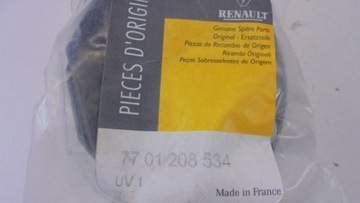 PIECES D'ORIGI
RENAULT
Genuine Spare Parts
Original - Ersatzteile
Piezas de Recambio de Origen
Ricambi Originali
Peças Sobresselentes de Origem
77 01 208 534
UV 1
Made in France